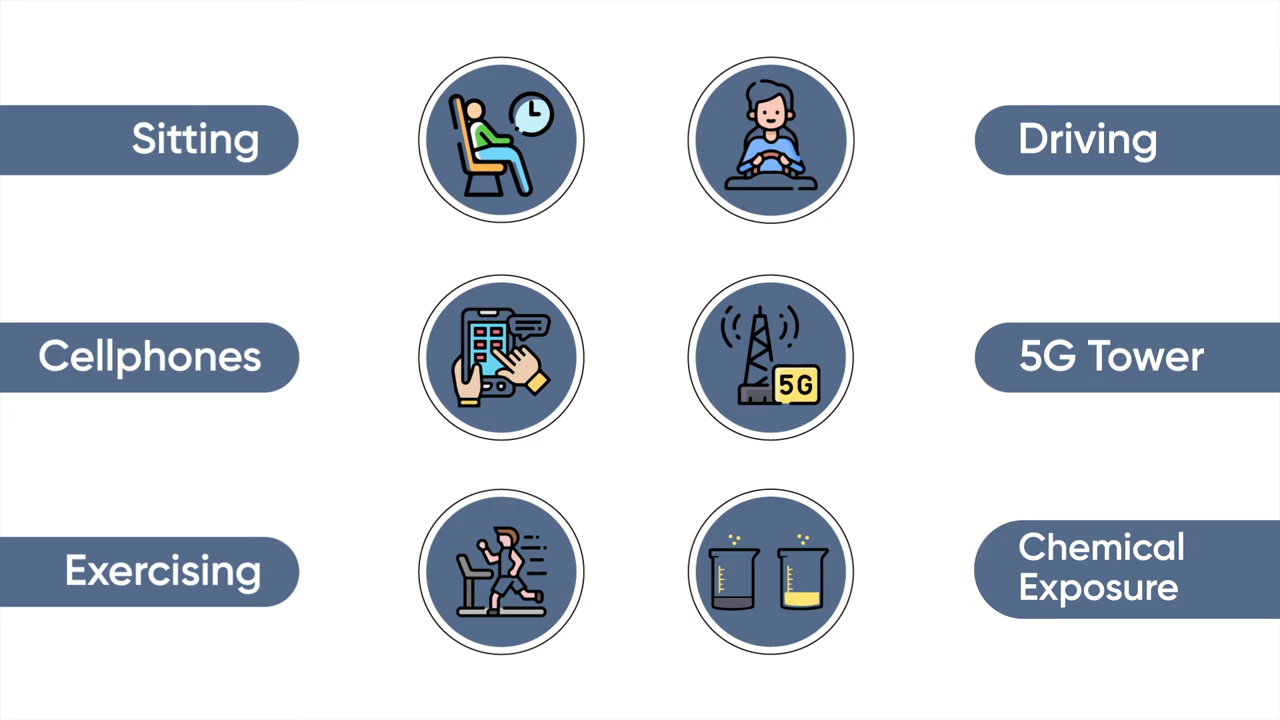 Sitting
Driving
Cellphones
5G
5G Tower
Exercising
Chemical
Exposure